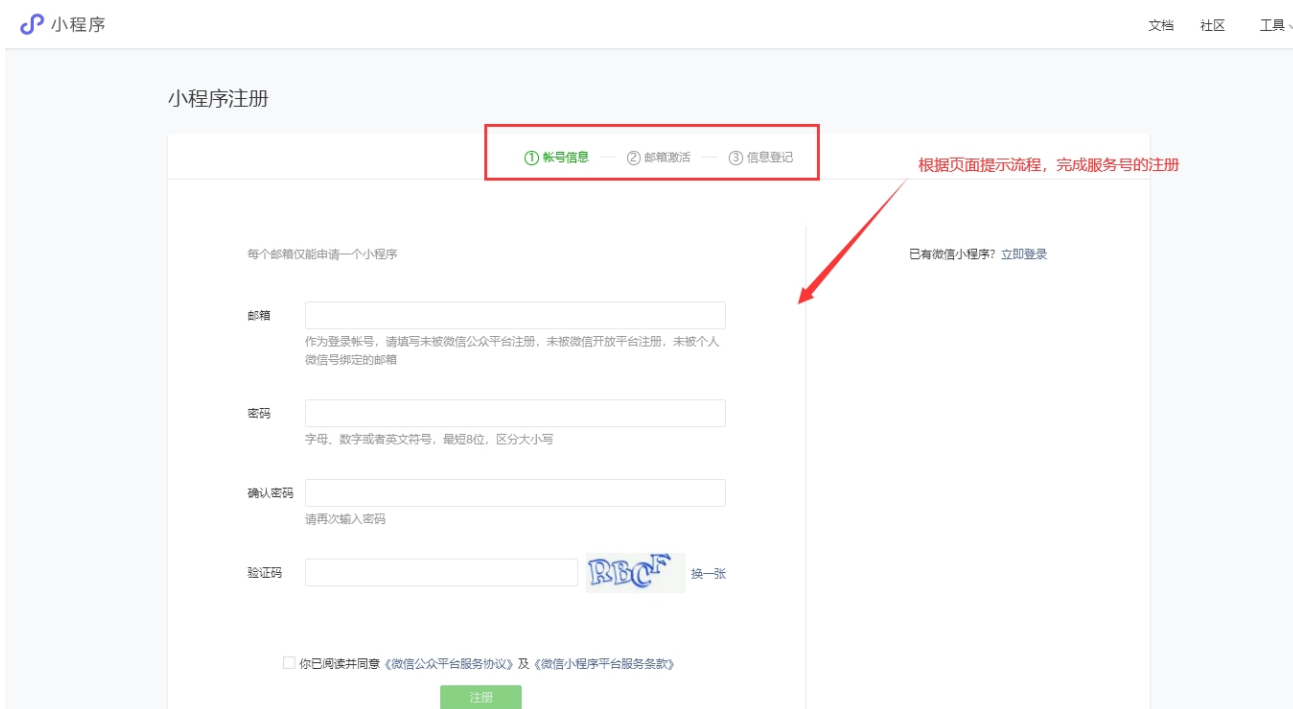 小程序
文档 社区 工具
小程序注册
① 帐号信息 — ② 邮箱激活 — ③ 信息登记
根据页面提示流程，完成服务号的注册
每个邮箱仅能申请一个小程序
已有微信小程序？立即登录
邮箱
作为登录帐号，请填写未被微信公众平台注册，未被微信开放平台注册，未被个人
微信号绑定的邮箱
密码
字母、数字或者英文符号，最短8位，区分大小写
确认密码
请再次输入密码
验证码 RBCF 换一张
你已阅读并同意《微信公众平台服务协议》及《微信小程序平台服务条款》
注册